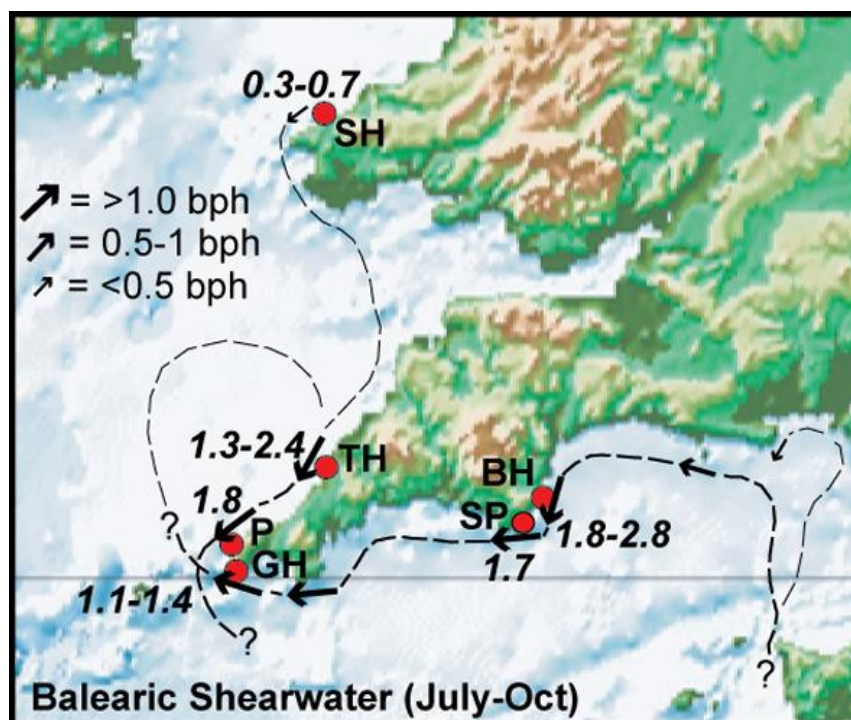 0.3-0.7
SH
= >1.0 bph
= 0.5-1 bph
= <0.5 bph
1.3-2.4
TH
BH
1.8
SP
?
P
1.8-2.8
GH
1.7
1.1-1.4
?
?
Balearic Shearwater (July-Oct)